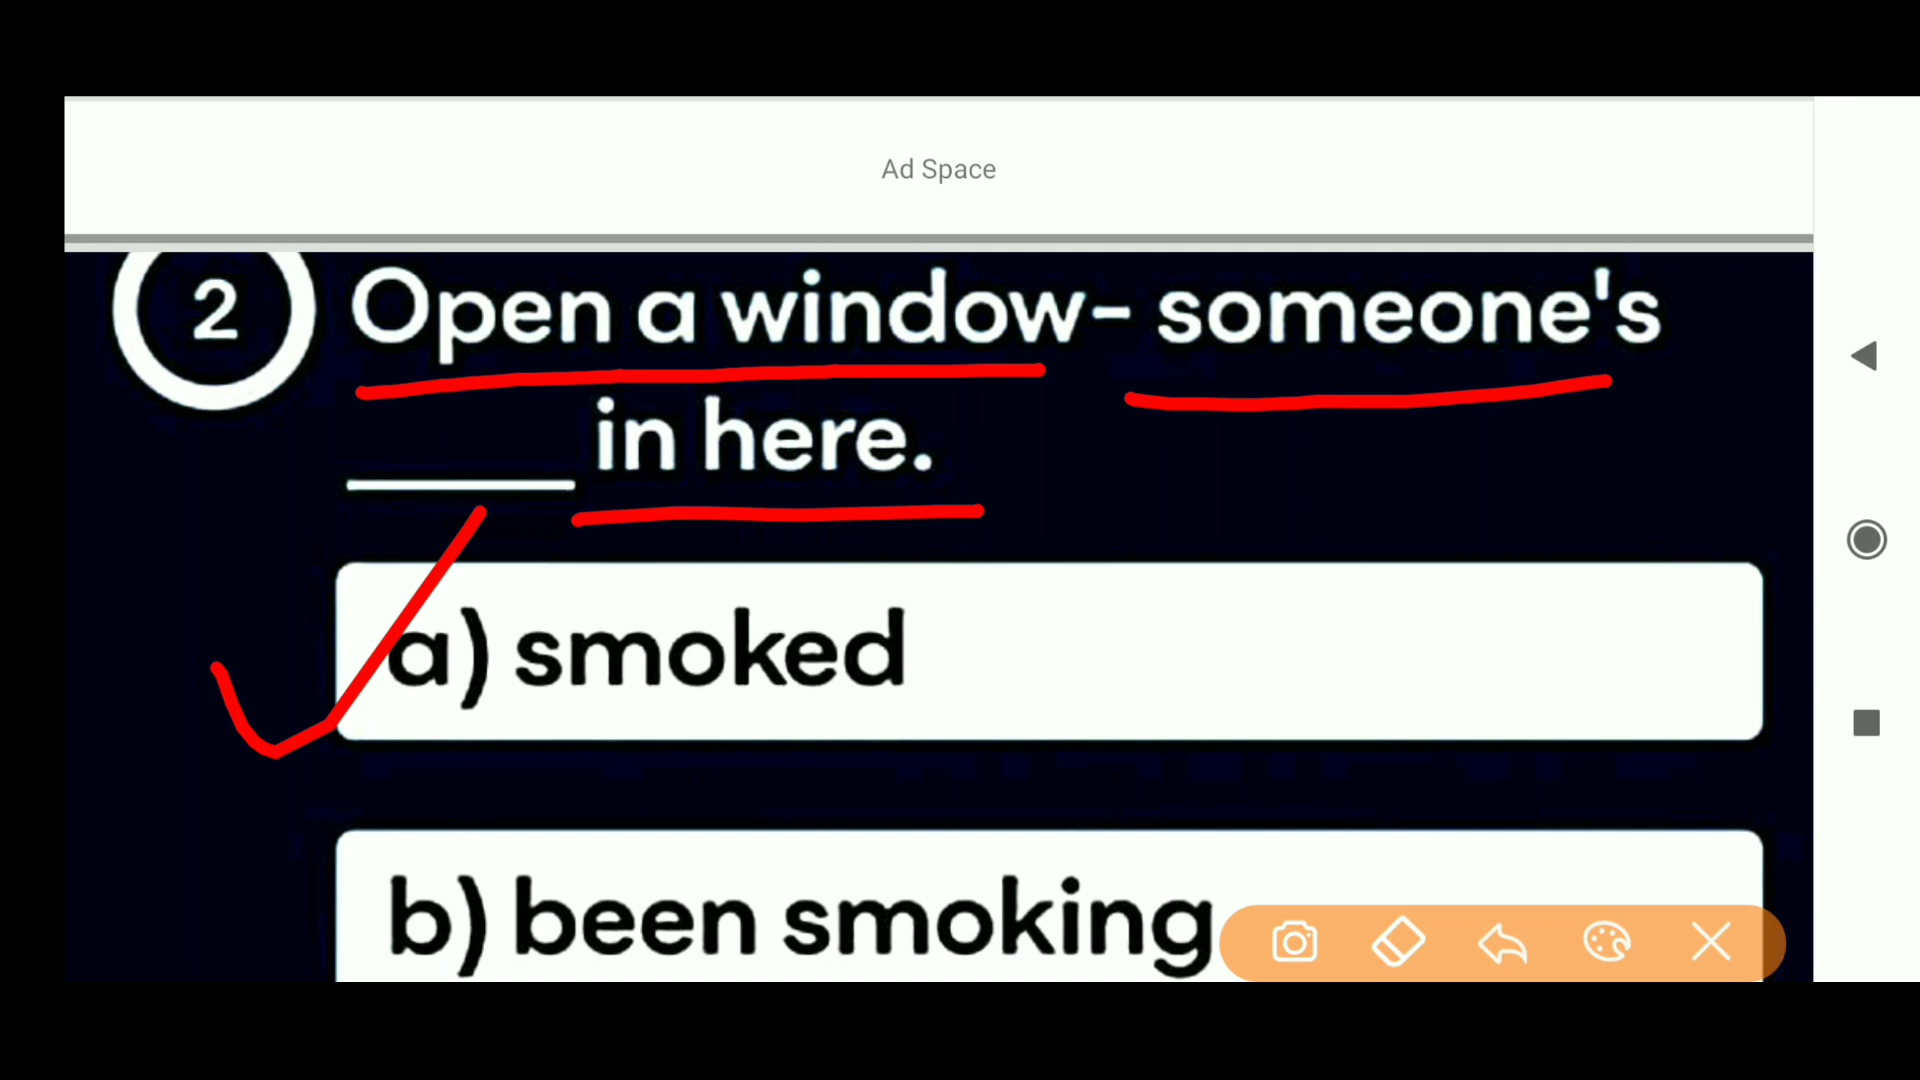 Ad Space
2 Open a window- someone's
_____ in here.
a) smoked
b) been smoking